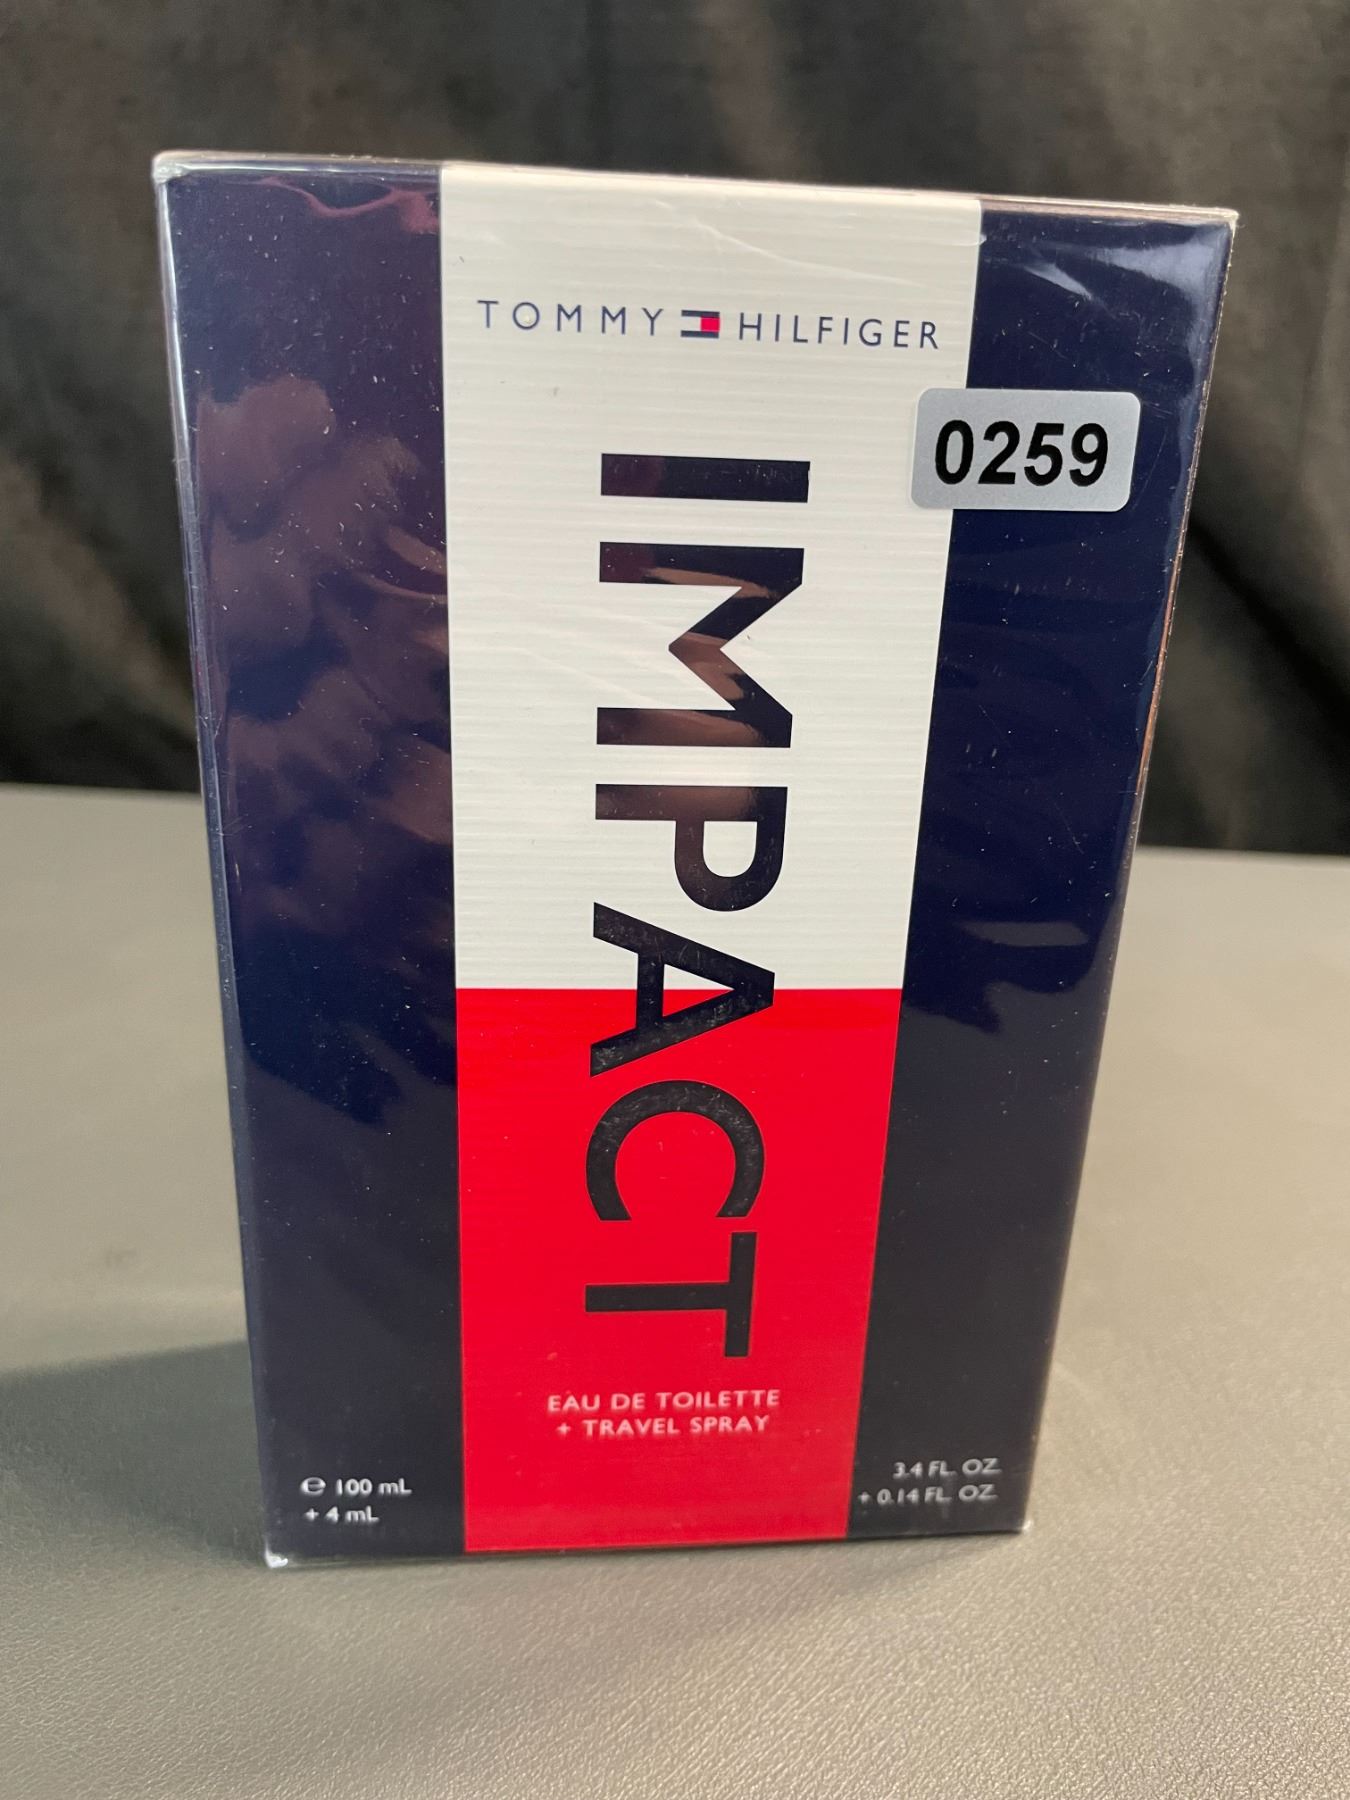 TOMMY HILFIGER
0259
IMPACT
EAU DE TOILETTE
+ TRAVEL SPRAY
℮ 100 mL
+ 4 mL
3.4 FL. OZ
+ 0.14 FL. OZ.